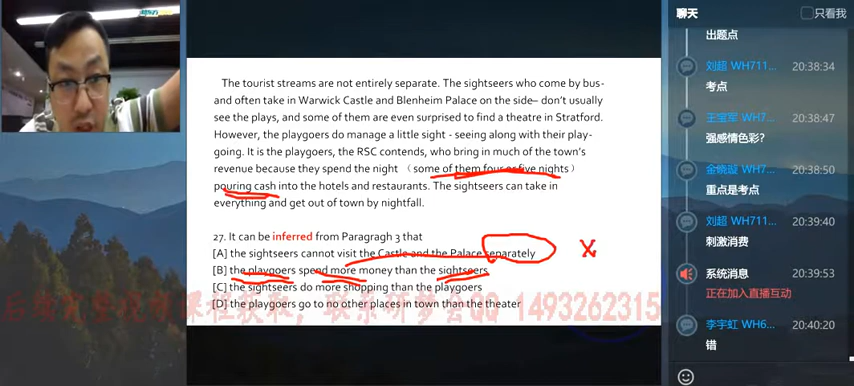 The tourist streams are not entirely separate. The sightseers who come by bus-
and often take in Warwick Castle and Blenheim Palace on the side– don't usually
see the plays, and some of them are even surprised to find a theatre in Stratford.
However, the playgoers do manage a little sight - seeing along with their play-
going. It is the playgoers, the RSC contends, who bring in much of the town's
revenue because they spend the night （some of them four or five nights）
pouring cash into the hotels and restaurants. The sightseers can take in
everything and get out of town by nightfall.
27. It can be inferred from Paragragh 3 that
[A] the sightseers cannot visit the Castle and the Palace separately
[B] the playgoers spend more money than the sightseers
[C] the sightseers do more shopping than the playgoers
[D] the playgoers go to no other places in town than the theater
QQ 1493262315
聊天
只看我
出题点
刘超 WH711... 20:38:34
考点
王宝军 WH711... 20:38:47
强感情色彩?
金晓璇 WH7... 20:38:50
重点是考点
刘超 WH711... 20:39:40
刺激消费
系统消息 20:39:53
正在加入直播互动
李宇虹 WH6... 20:40:20
错